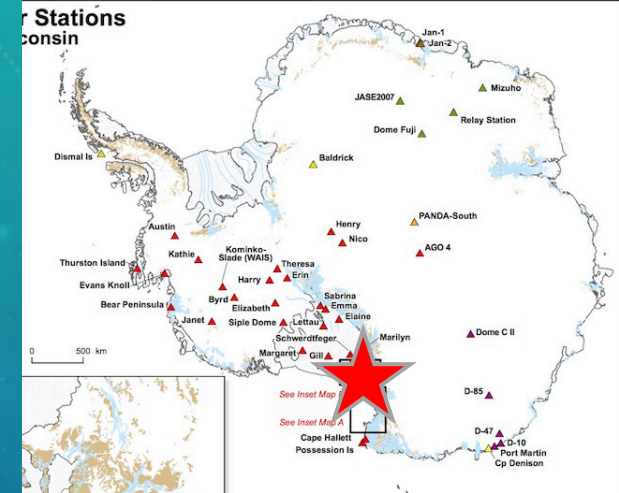 r Stations
consin
Jan-1
Jan-2
Mizuho
JASE2007
Relay Station
Dome Fuji
Dismal Is
Baldrick
PANDA-South
Henry
Nico
AGO 4
Austin
Kathie
Kominko-
Slade (WAIS)
Theresa
Erin
Harry
Thurston Island
Evans Knoll
Byrd
Bear Peninsula
Elizabeth
Sabrina
Emma
Elaine
Janet
Siple Dome
Lettau
Schwerdtfeger
Marilyn
Margaret
Gill
Dome C II
0 500 km
See Inset Map
See Inset Map A
D-85
Cape Hallett
Possession Is
D-47
D-10
Port Martin
Cp Denison